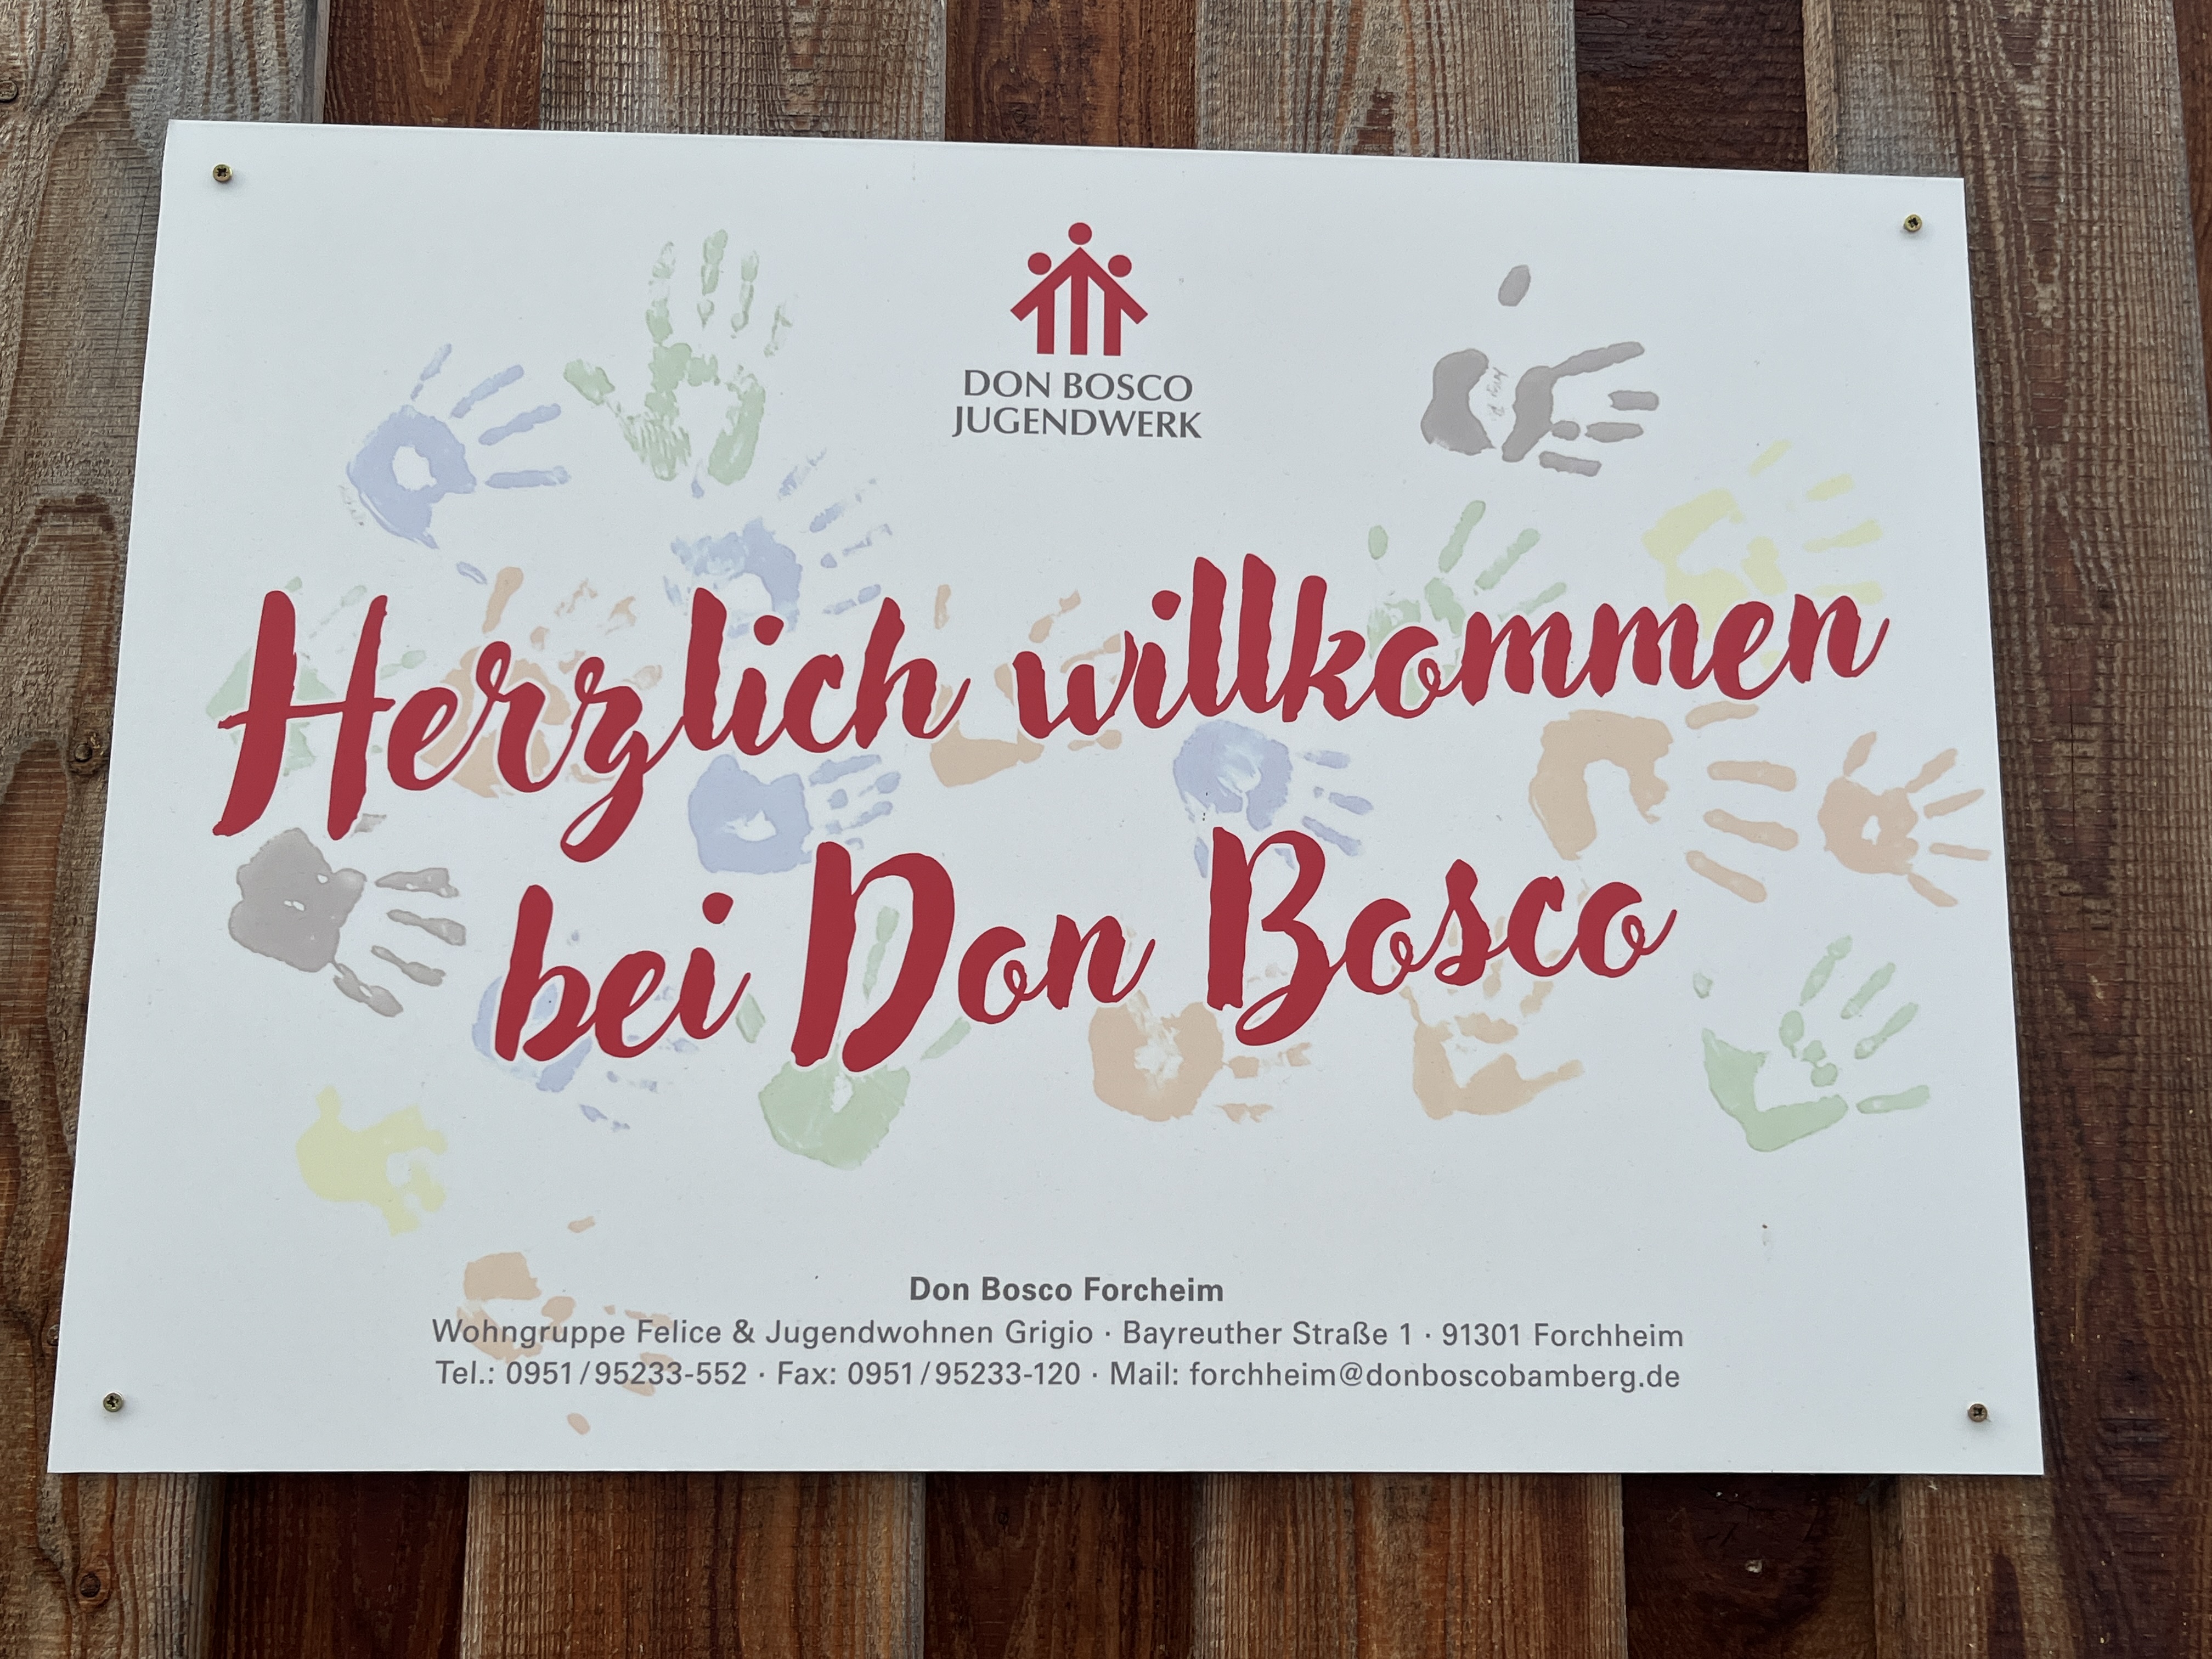 DON BOSCO
JUGENDWERK
Herzlich willkommen
bei Don Bosco
Don Bosco Forcheim
Wohngruppe Felice & Jugendwohnen Grigio · Bayreuther Straße 1 · 91301 Forchheim
Tel.: 0951/95233-552 · Fax: 0951/95233-120 · Mail: forchheim@donboscobamberg.de